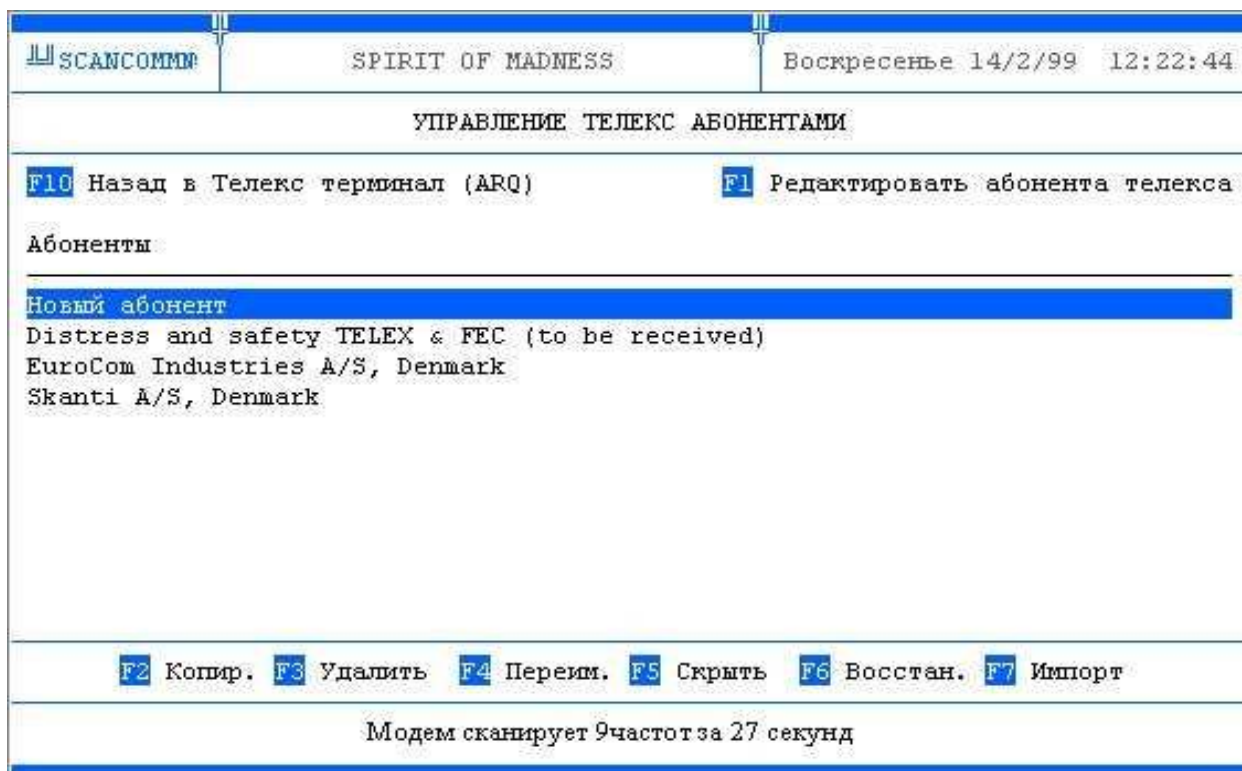 SCANCOMM№ SPIRIT OF MADNESS Воскресенье 14/2/99 12:22:44
УПРАВЛЕНИЕ ТЕЛЕКС АБОНЕНТАМИ
F10 Назад в Телекс терминал (ARQ) F1 Редактировать абонента телекса
Абоненты
Новый абонент
Distress and safety TELEX & FEC (to be received)
EuroCom Industries A/S, Denmark
Skanti A/S, Denmark
F2 Копир. F3 Удалить F4 Переим. F5 Скрыть F6 Восстан. F7 Импорт
Модем сканирует 9частот за 27 секунд